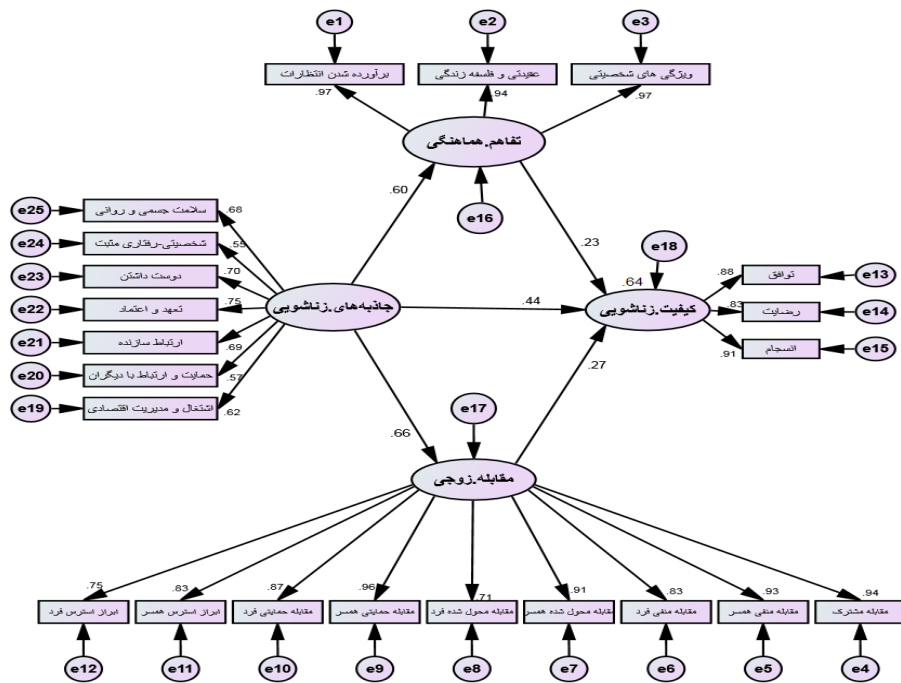 e1 e2 e3
برآورده شدن انتظارات
عقیدتی و فلسفه زندگی
ویژگی های شخصیتی
.97 .94 .97
تفاهم.هماهنگی
e16
.60
.23
e18
e25 سلامت جسمی و روانی .68
e24 شخصیتی-رفتاری مثبت .55
e23 دوست داشتن .70
e22 تعهد و اعتماد .75
e21 ارتباط سازنده .69
e20 حمایت و ارتباط با دیگران .57
e19 اشتغال و مدیریت اقتصادی .62
جاذبه‌های.زناشویی
.44
.64
کیفیت.زناشویی
.88 توافق e13
.83 رضایت e14
.91 انسجام e15
.27
.66
e17
مقابله.زوجی
.75 .83 .87 .96 .71 .91 .83 .93 .94
ابراز استرس فرد
ابراز استرس همسر
مقابله حمایتی فرد
مقابله حمایتی همسر
مقابله محول شده فرد
مقابله محول شده همسر
مقابله منفی فرد
مقابله منفی همسر
مقابله مشترک
e12 e11 e10 e9 e8 e7 e6 e5 e4